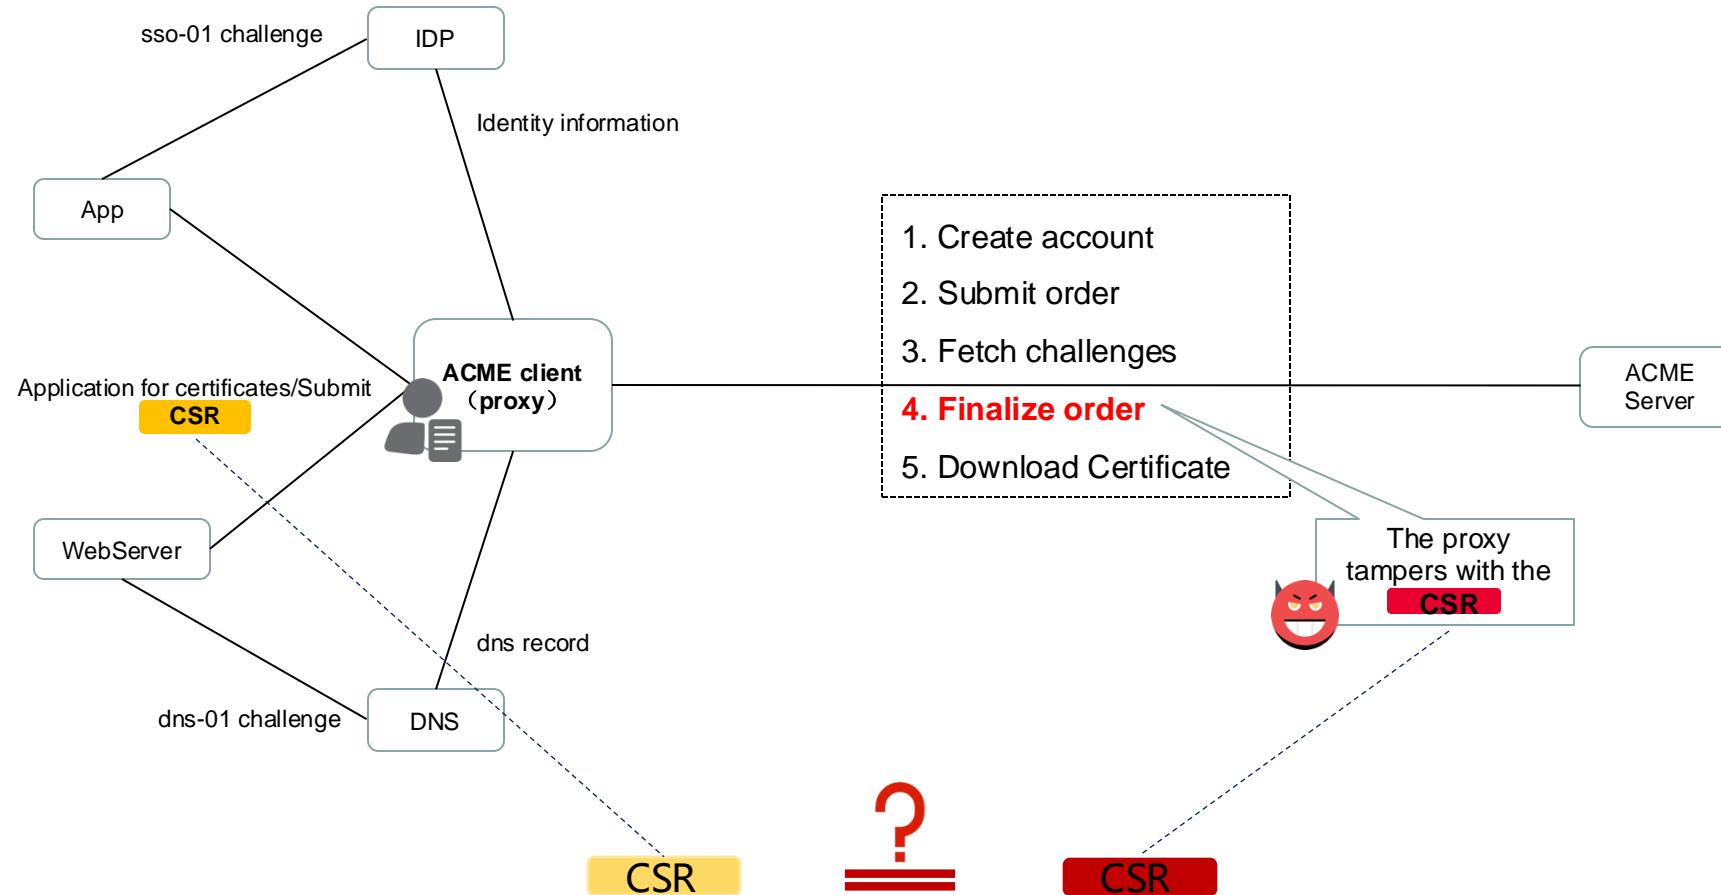 sso-01 challenge
IDP
Identity information
App
1. Create account
2. Submit order
3. Fetch challenges
4. Finalize order
5. Download Certificate
ACME client
（proxy）
ACME
Server
Application for certificates/Submit
CSR
WebServer
The proxy
tampers with the
CSR
dns record
dns-01 challenge
DNS
CSR
?
CSR